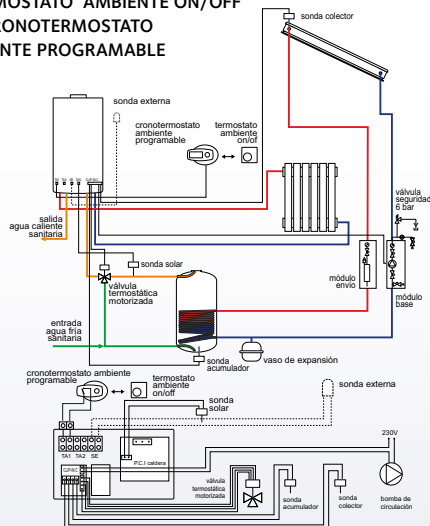 MOSTATO AMBIENTE ON/OFF
RONOTERMOSTATO
NTE PROGRAMABLE
sonda colector
sonda externa
cronotermostato
ambiente
programable
termostato
ambiente
on/of
salida
agua caliente
sanitaria
sonda solar
válvula
termostática
motorizada
entrada
agua fría
sanitaria
válvula
seguridad
6 bar
módulo
envio
módulo
base
sonda
acumulador
vaso de expansión
cronotermostato ambiente
programable
termostato
ambiente
on/off
sonda
solar
sonda externa
TA1 TA2 SE
P.C.I caldera
230V
válvula
termostática
motorizada
sonda
acumulador
sonda
colector
bomba de
circulación